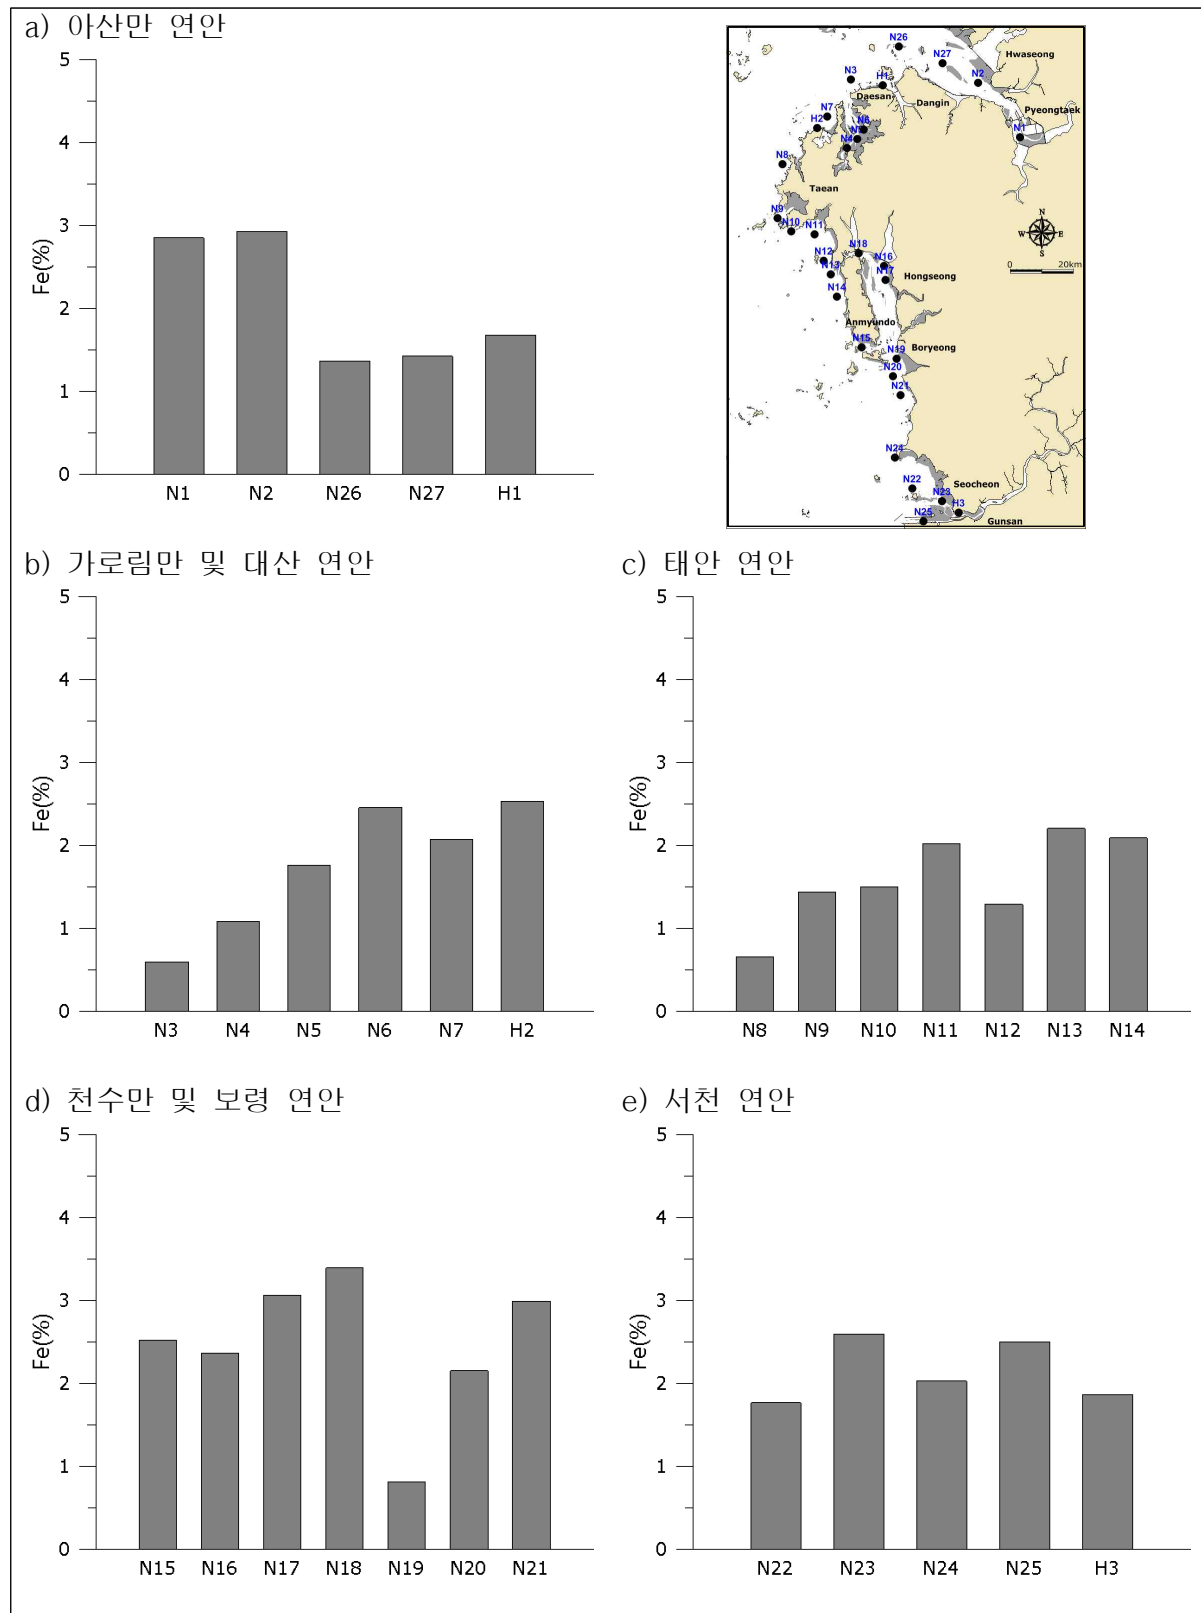 a) 아산만 연안
5
4
3
2
1
0
Fe(%)
N1 N2 N26 N27 H1
N26
N27
Hwaseong
N3
H1
N2
Daesan
Dangin
Pyeongtaek
N7
H2
N6
N5
N1
N4
N8
Taean
N9
N10
N11
N
W E
S
N12
N18
N16
0 20km
N13
N17
Hongseong
N14
Anmyundo
N15
N19
Boryeong
N20
N21
N24
N22
Seocheon
N23
H3
N25
Gunsan
b) 가로림만 및 대산 연안
5
4
3
2
1
0
Fe(%)
N3 N4 N5 N6 N7 H2
c) 태안 연안
5
4
3
2
1
0
Fe(%)
N8 N9 N10 N11 N12 N13 N14
d) 천수만 및 보령 연안
5
4
3
2
1
0
Fe(%)
N15 N16 N17 N18 N19 N20 N21
e) 서천 연안
5
4
3
2
1
0
Fe(%)
N22 N23 N24 N25 H3